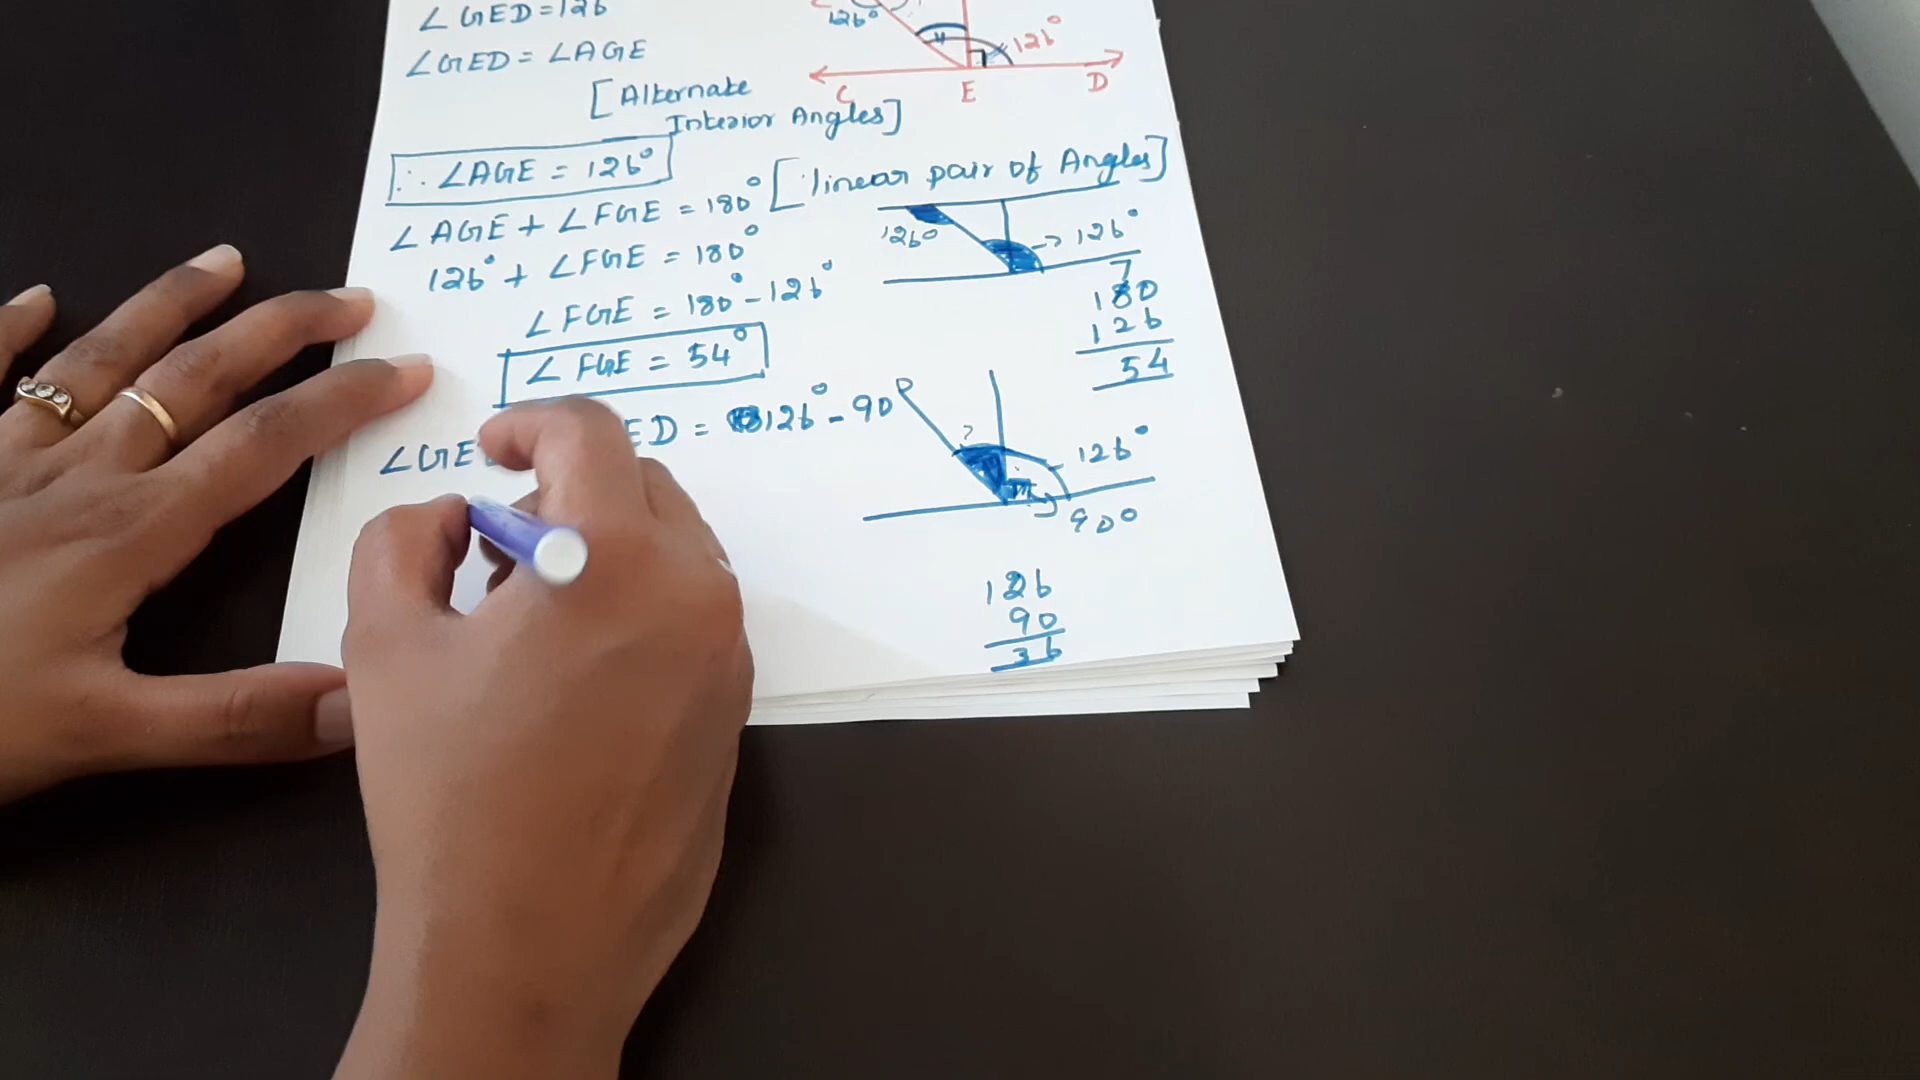 ∠GED = 126
∠GED = ∠AGE
[Alternate
Interior Angles]
∴ ∠AGE = 126°
∠AGE + ∠FGE = 180° [linear pair of Angles]
126° + ∠FGE = 180°
∠FGE = 180° - 126°
∠FGE = 54°
∠GE ED = 126° - 90
126°
126°
C E D
126°
126°
7
180
126
54
?
126°
90°
126
90
36